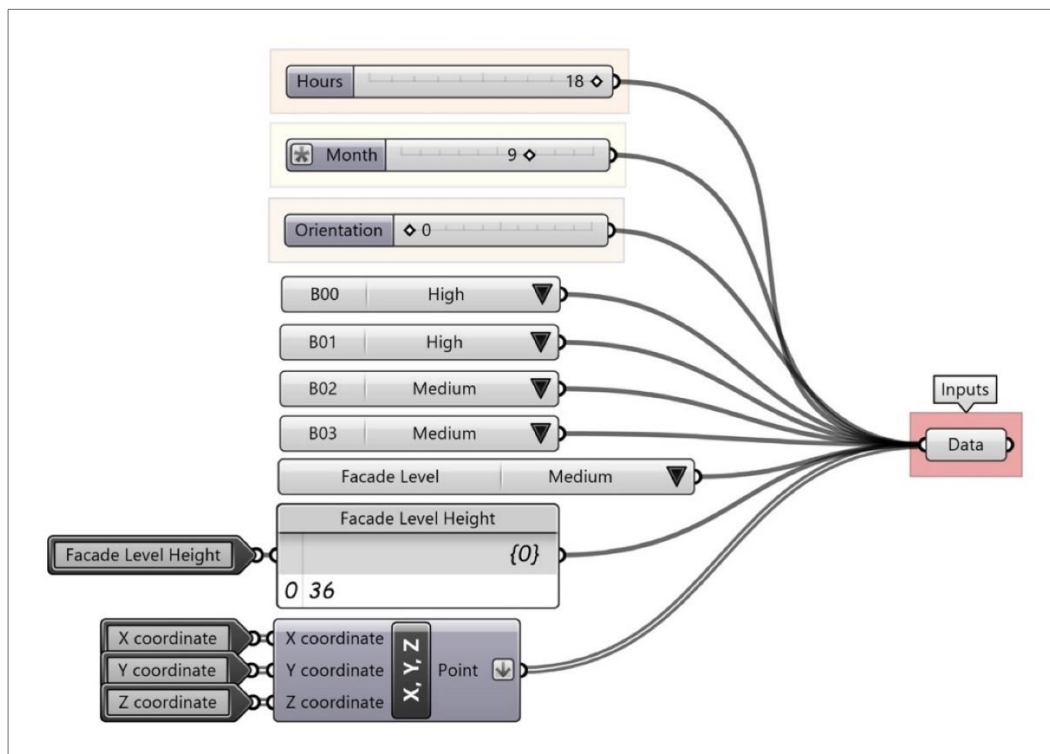 Hours 18
Month 9
Orientation 0
B00 High
B01 High
B02 Medium
B03 Medium
Facade Level Medium
Inputs
Data
Facade Level Height
Facade Level Height
{0}
0 36
X coordinate
Y coordinate
Z coordinate
X coordinate
Y coordinate
Z coordinate
X, Y, Z
Point